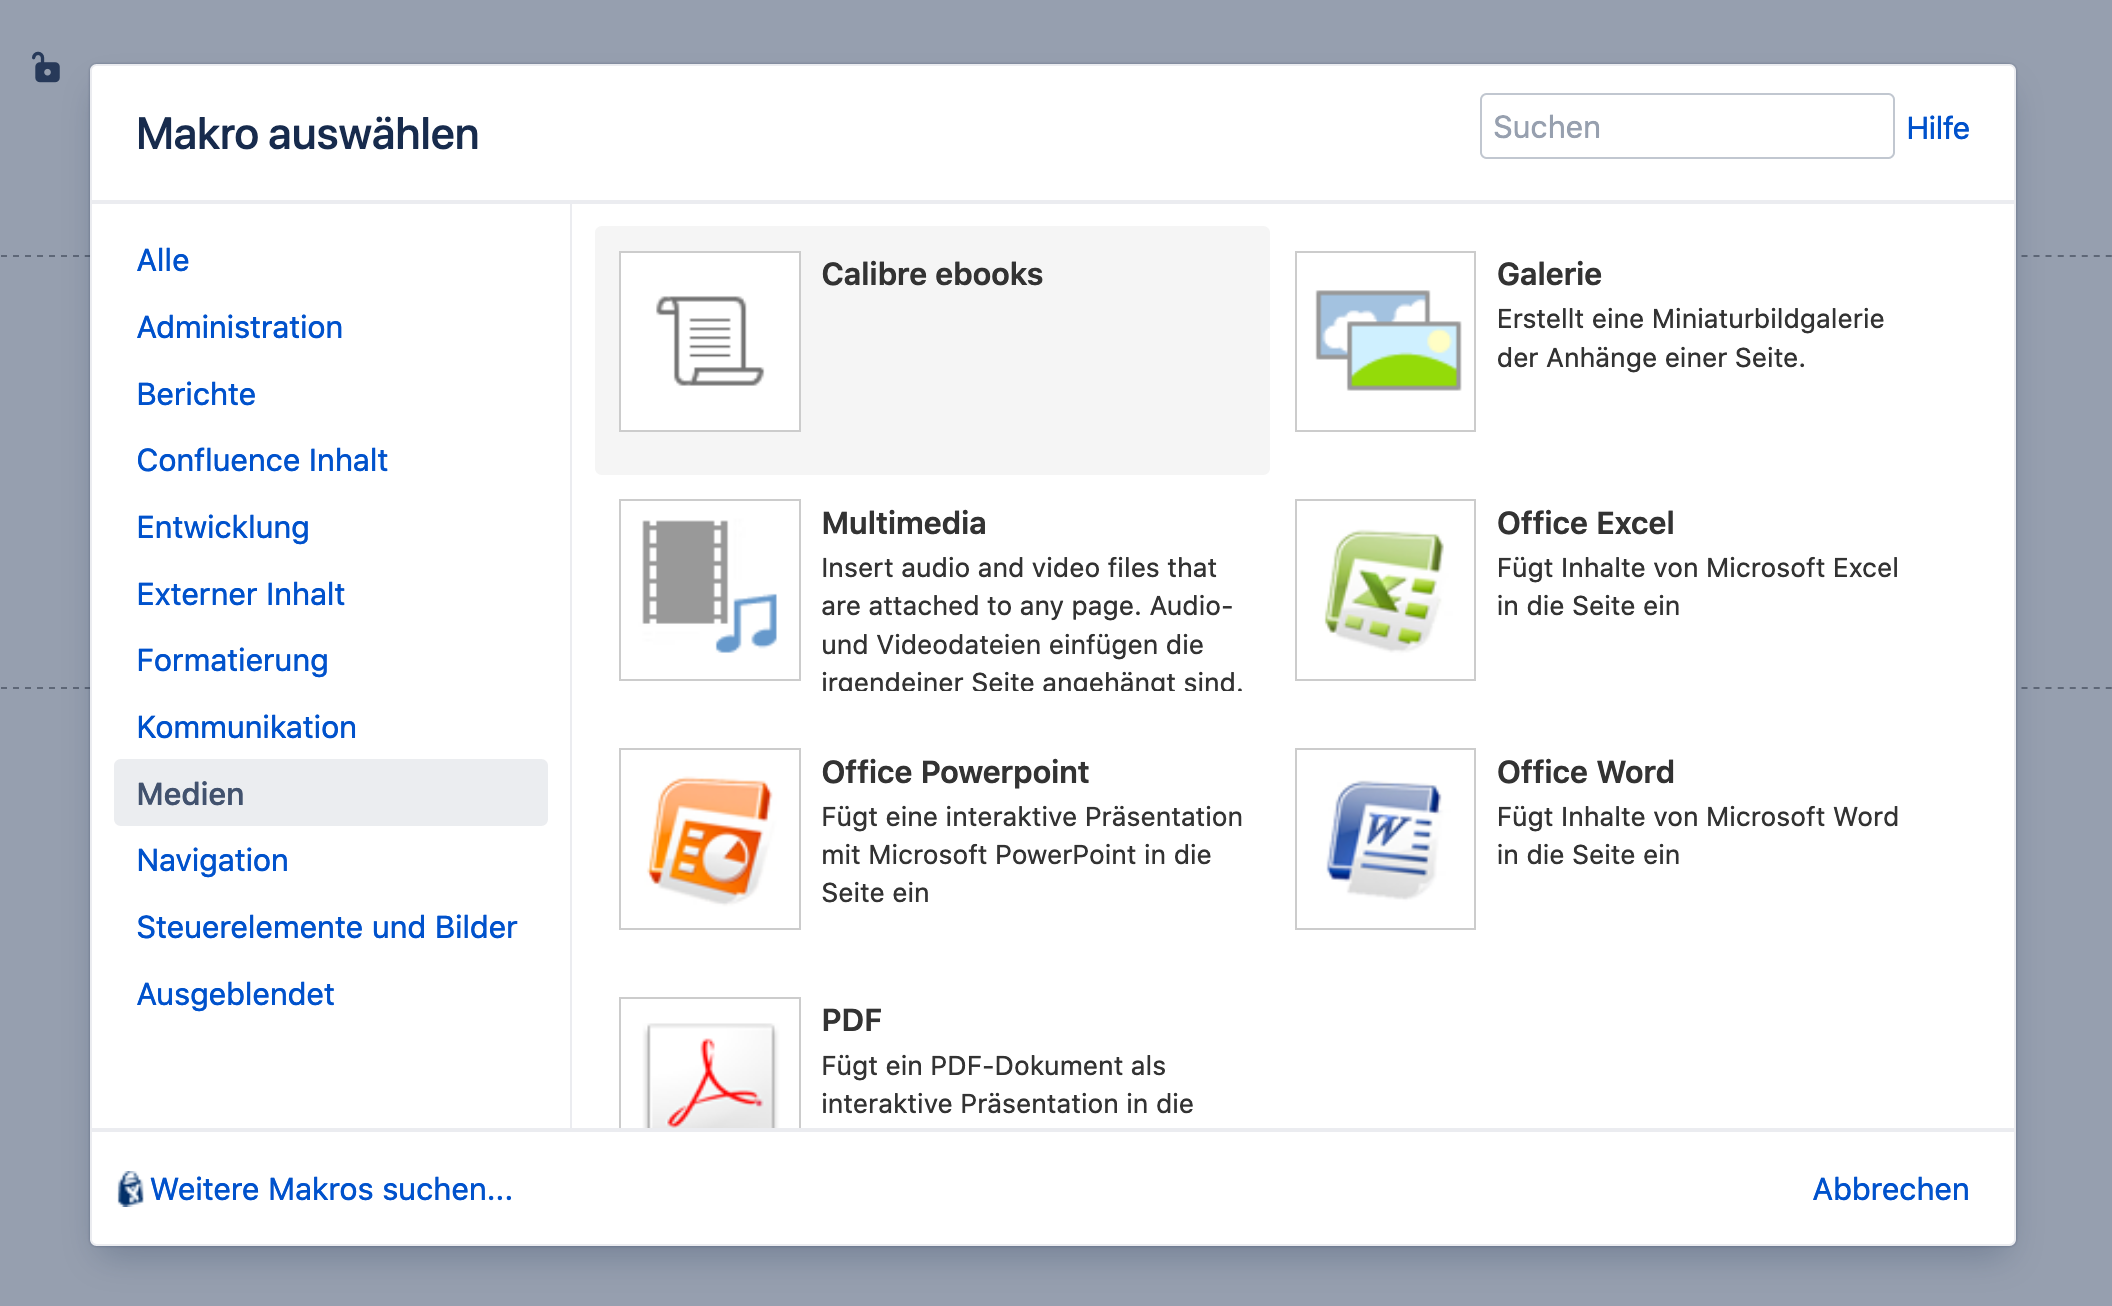 Makro auswählen
Suchen
Hilfe
Alle
Administration
Berichte
Confluence Inhalt
Entwicklung
Externer Inhalt
Formatierung
Kommunikation
Medien
Navigation
Steuerelemente und Bilder
Ausgeblendet
Calibre ebooks
Galerie
Erstellt eine Miniaturbildgalerie
der Anhänge einer Seite.
Multimedia
Insert audio and video files that
are attached to any page. Audio-
und Videodateien einfügen die
irgendeiner Seite angehängt sind.
Office Excel
Fügt Inhalte von Microsoft Excel
in die Seite ein
Office Powerpoint
Fügt eine interaktive Präsentation
mit Microsoft PowerPoint in die
Seite ein
Office Word
Fügt Inhalte von Microsoft Word
in die Seite ein
PDF
Fügt ein PDF-Dokument als
interaktive Präsentation in die
Weitere Makros suchen...
Abbrechen